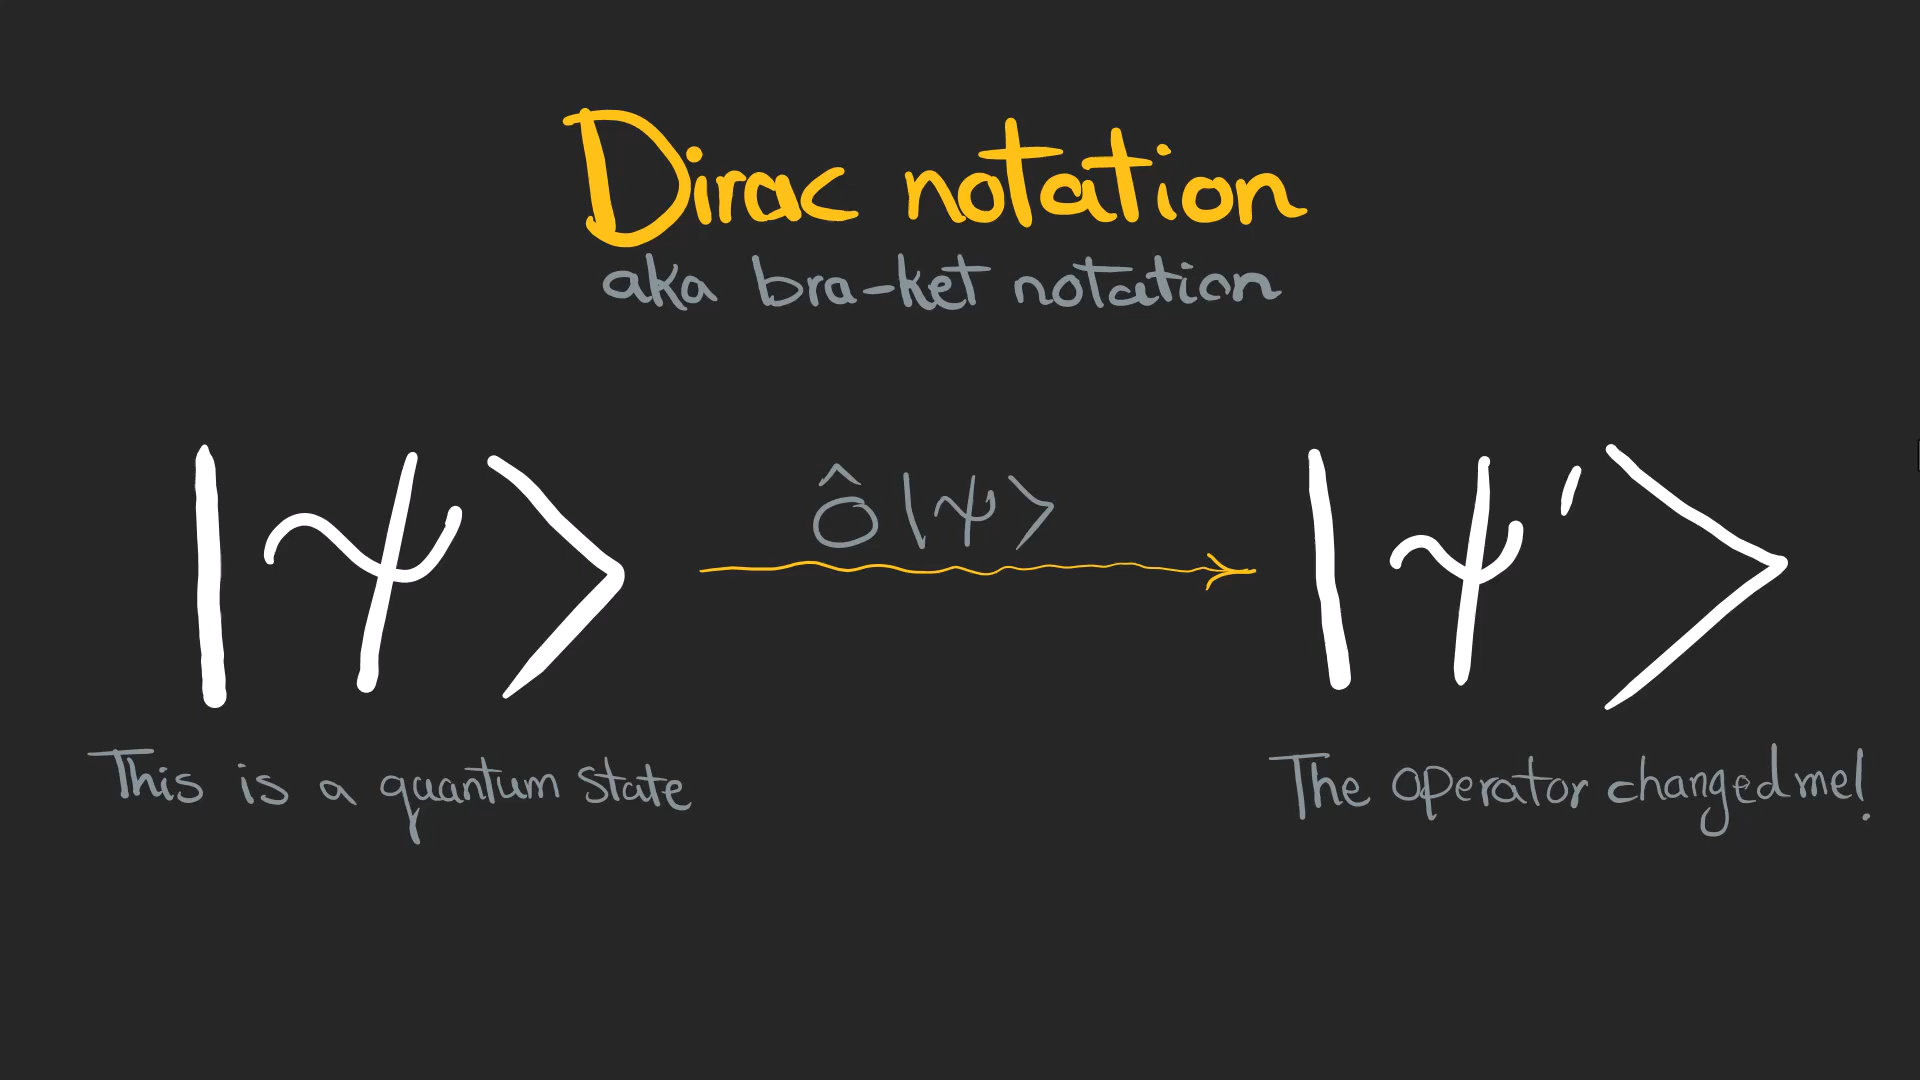 Dirac notation
aka bra-ket notation
Ô|ψ>
|ψ> |ψ'>
This is a quantum state
The operator changed me!